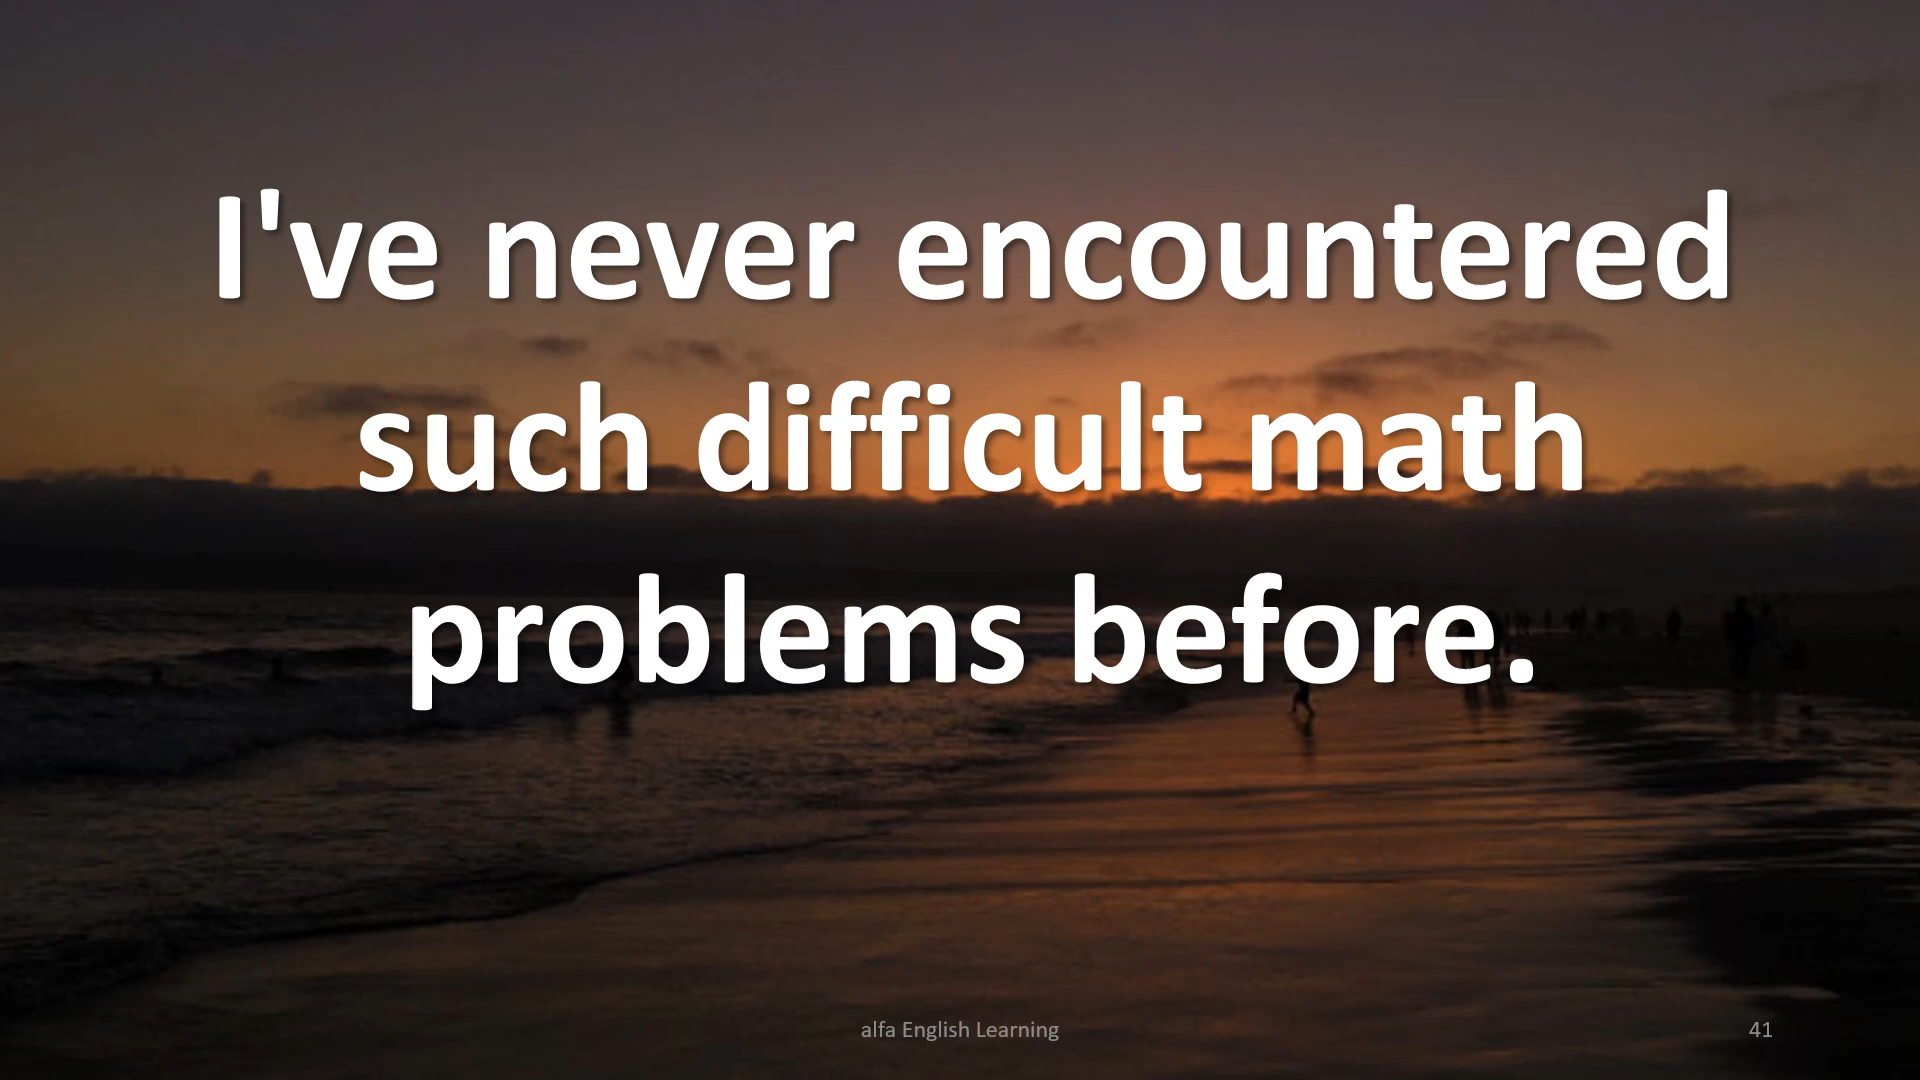 I've never encountered
such difficult math
problems before.
alfa English Learning
41